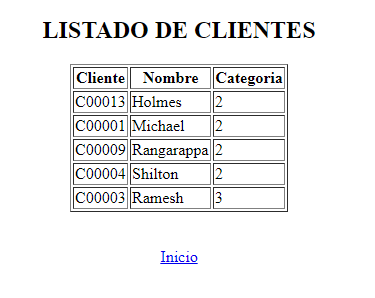 LISTADO DE CLIENTES
Cliente Nombre Categoria
C00013 Holmes 2
C00001 Michael 2
C00009 Rangarappa 2
C00004 Shilton 2
C00003 Ramesh 3
Inicio